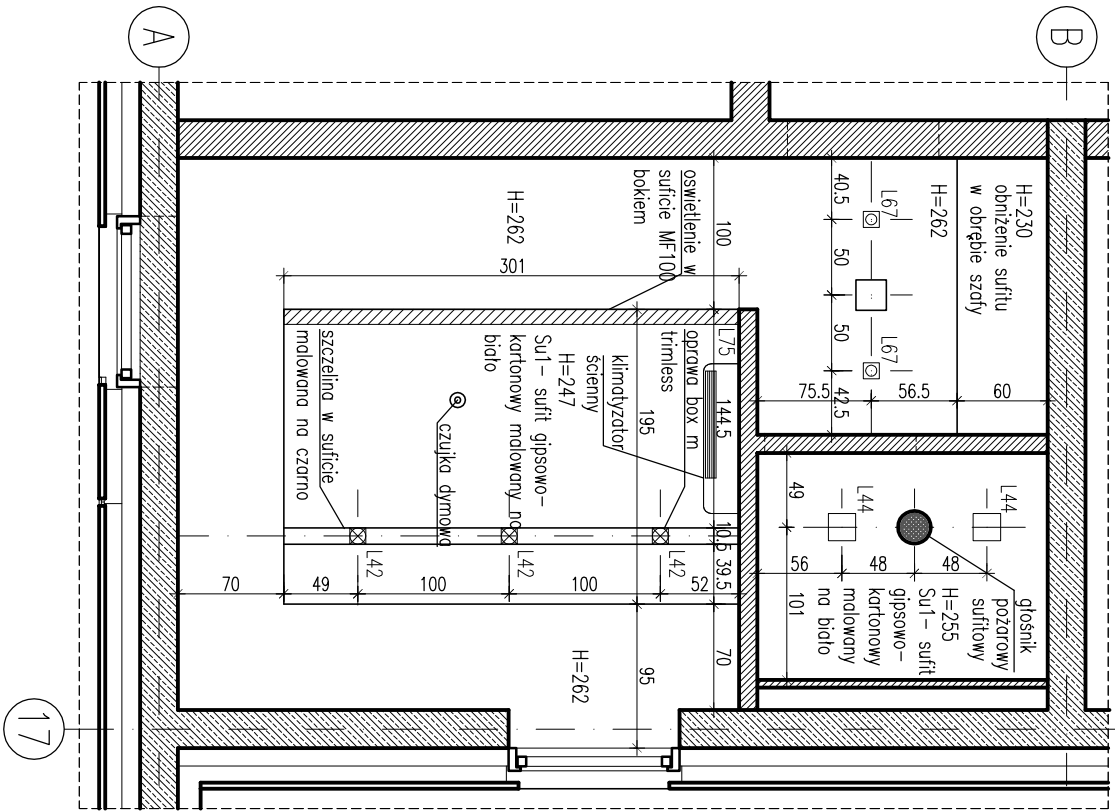 A
B
17
H=230
obniżenie sufitu
w obrębie szafy
H=262
L67
L67
40.5
50
50
42.5
75.5
56.5
60
100
H=262
oswietlenie w
suficie MF100
bokiem
301
L75
oprawa box m
trimless
klimatyzator
ścienny
H=247
Su1- sufit gipsowo-
kartonowy malowany na
biało
144.5
195
czujka dymowa
szczelina w suficie
malowana na czarno
L42
L42
L42
10.5
39.5
70
49
100
100
52
70
95
H=262
49
101
L44
L44
56
48
48
głośnik
pożarowy
sufitowy
H=255
Su1- sufit
gipsowo-
kartonowy
malowany
na biało